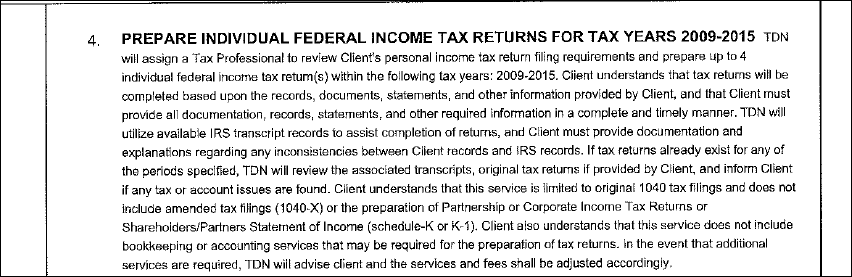 4. PREPARE INDIVIDUAL FEDERAL INCOME TAX RETURNS FOR TAX YEARS 2009-2015 TDN
will assign a Tax Professional to review Client's personal income tax return filing requirements and prepare up to 4
individual federal income tax return(s) within the following tax years: 2009-2015. Client understands that tax returns will be
completed based upon the records, documents, statements, and other information provided by Client, and that Client must
provide all documentation, records, statements, and other required information in a complete and timely manner. TDN will
utilize available IRS transcript records to assist completion of returns, and Client must provide documentation and
explanations regarding any inconsistencies between Client records and IRS records. If tax returns already exist for any of
the periods specified, TDN will review the associated transcripts, original tax returns if provided by Client, and inform Client
if any tax or account issues are found. Client understands that this service is limited to original 1040 tax filings and does not
include amended tax filings (1040-X) or the preparation of Partnership or Corporate Income Tax Returns or
Shareholders/Partners Statement of Income (schedule-K or K-1). Client also understands that this service does not include
bookkeeping or accounting services that may be required for the preparation of tax returns. In the event that additional
services are required, TDN will advise client and the services and fees shall be adjusted accordingly.